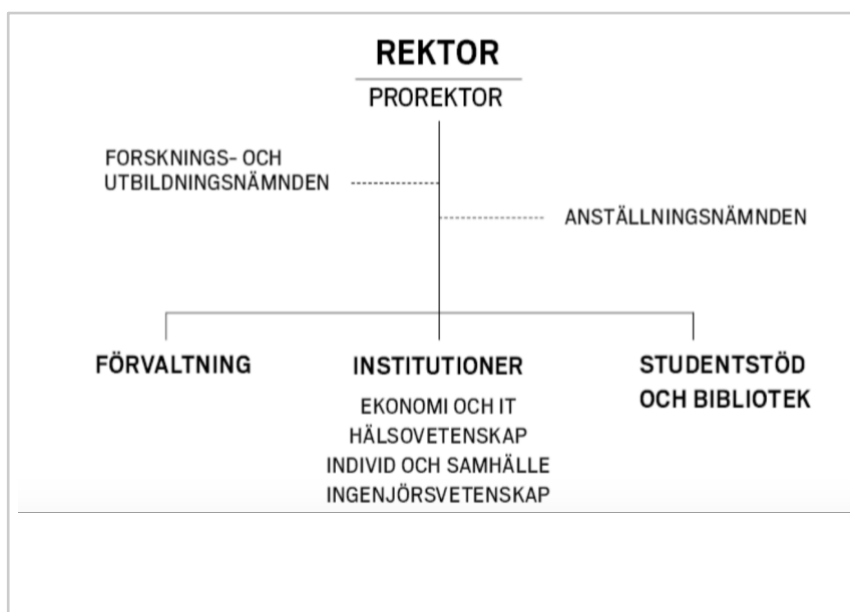 REKTOR
PROREKTOR
FORSKNINGS- OCH
UTBILDNINGSNÄMNDEN
ANSTÄLLNINGSNÄMNDEN
FÖRVALTNING
INSTITUTIONER
EKONOMI OCH IT
HÄLSOVETENSKAP
INDIVID OCH SAMHÄLLE
INGENJÖRSVETENSKAP
STUDENTSTÖD
OCH BIBLIOTEK